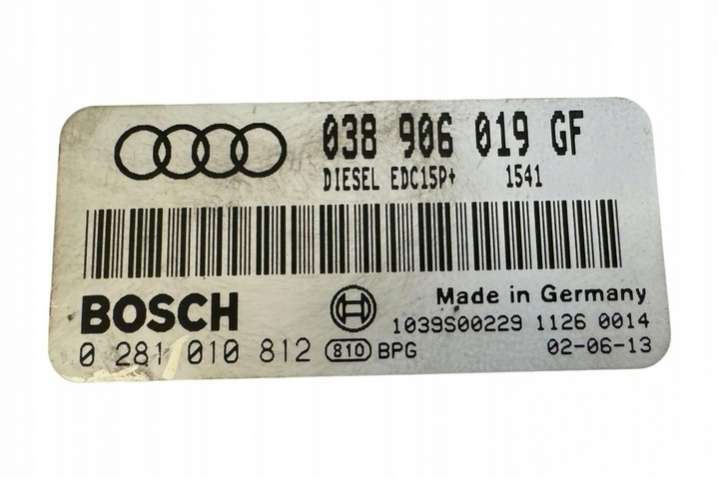 038 906 019 GF
DIESEL EDC15P+ 1541
BOSCH
Made in Germany
1039S00229 1126 0014
0 281 010 812 810 BPG 02-06-13